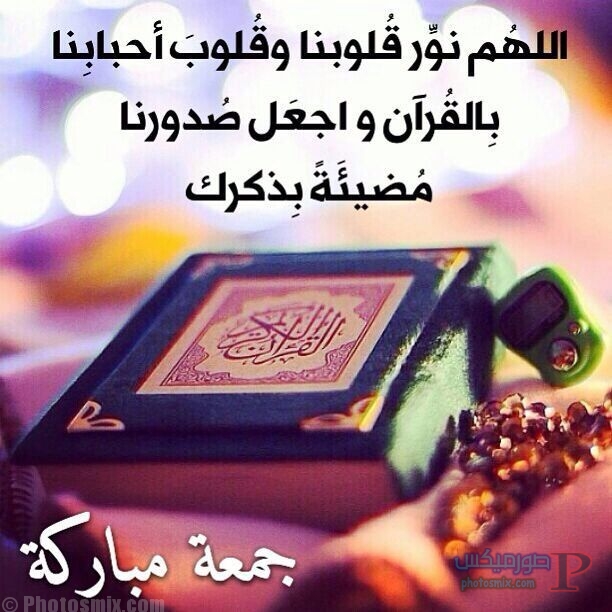 اللهُم نوِّر قُلوبنا وقُلوبَ أحبابِنا
بِالقُرآن و اجعَل صُدورنا
مُضيئَةً بِذكرك
القرآن الكريم
جمعة مباركة
صورميكس
photosmix.com
© Photosmix.com